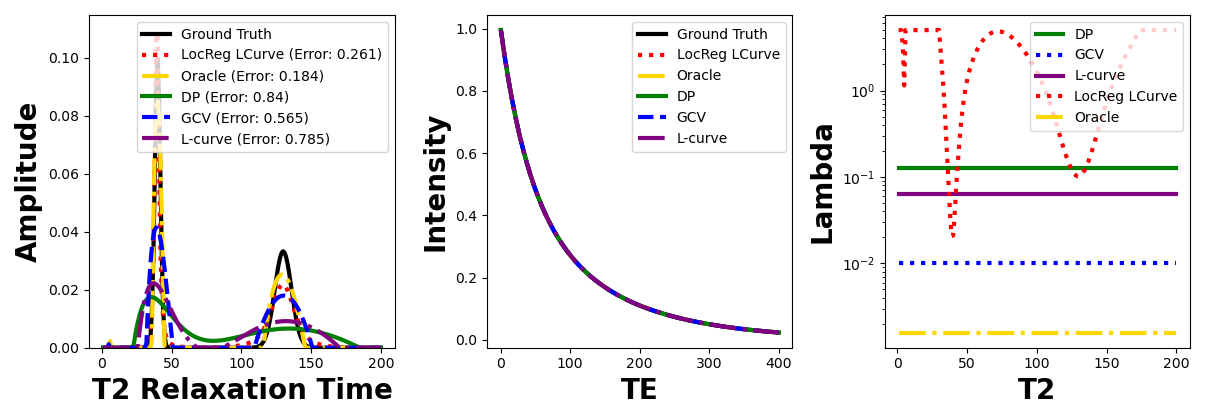 Amplitude
0.10
0.08
0.06
0.04
0.02
0.00
0
50
100
150
200
T2 Relaxation Time
Ground Truth
LocReg LCurve (Error: 0.261)
Oracle (Error: 0.184)
DP (Error: 0.84)
GCV (Error: 0.565)
L-curve (Error: 0.785)
Intensity
1.0
0.8
0.6
0.4
0.2
0.0
0
100
200
300
400
TE
Ground Truth
LocReg LCurve
Oracle
DP
GCV
L-curve
Lambda
10⁰
10⁻¹
10⁻²
0
50
100
150
200
T2
DP
GCV
L-curve
LocReg LCurve
Oracle